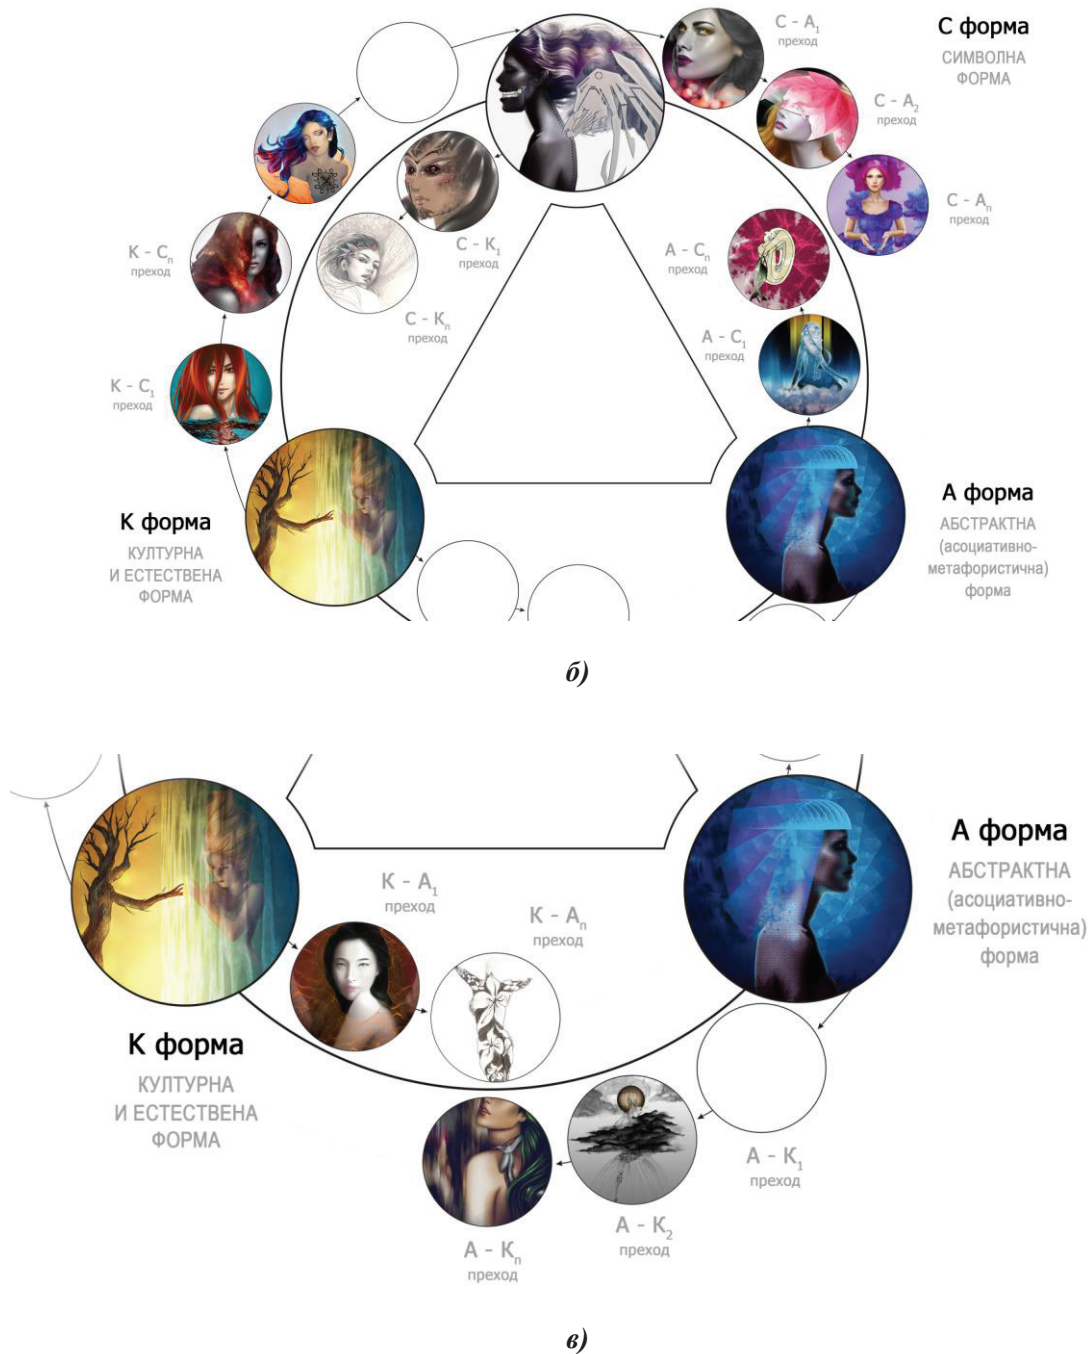 С - А₁
преход
С форма
СИМВОЛНА
ФОРМА
С - А₂
преход
С - Аₙ
преход
К - Сₙ
преход
С - К₁
преход
А - Сₙ
преход
С - Кₙ
преход
А - С₁
преход
К - С₁
преход
К форма
КУЛТУРНА
И ЕСТЕСТВЕНА
ФОРМА
А форма
АБСТРАКТНА
(асоциативно-
метафористична)
форма
б)
К - А₁
преход
К - Аₙ
преход
А форма
АБСТРАКТНА
(асоциативно-
метафористична)
форма
К форма
КУЛТУРНА
И ЕСТЕСТВЕНА
ФОРМА
А - К₁
преход
А - К₂
преход
А - Кₙ
преход
в)